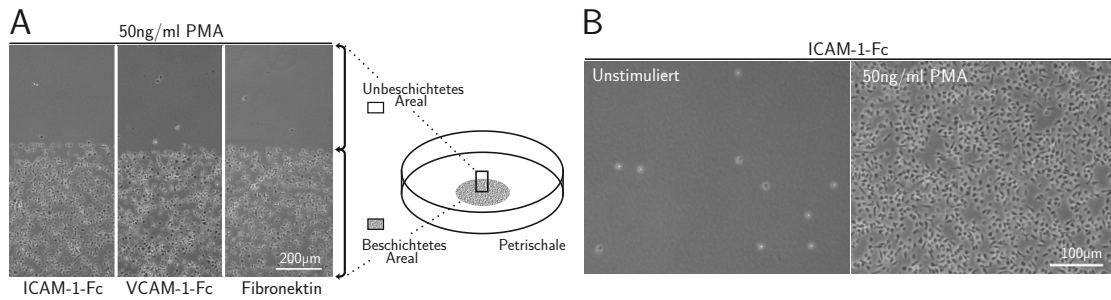 A
50ng/ml PMA
Unbeschichtetes
Areal
Beschichtetes
Areal
Petrischale
200µm
ICAM-1-Fc
VCAM-1-Fc
Fibronektin
B
ICAM-1-Fc
Unstimuliert
50ng/ml PMA
100µm